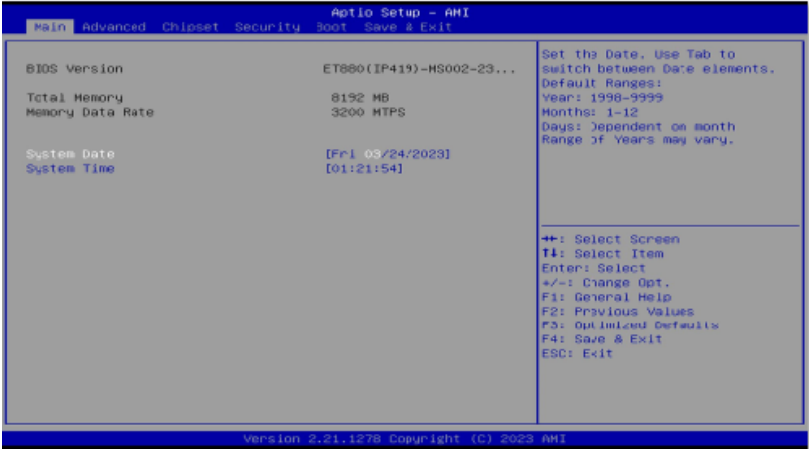 Aptio Setup - AMI
Main Advanced Chipset Security Boot Save & Exit
BIOS Version ET880(IP419)-MS002-23...
Total Memory 8192 MB
Memory Data Rate 3200 MTPS
System Date [Fri 03/24/2023]
System Time [01:21:54]
Set the Date. Use Tab to
switch between Date elements.
Default Ranges:
Year: 1998-9999
Months: 1-12
Days: Dependent on month
Range of Years may vary.
→←: Select Screen
↑↓: Select Item
Enter: Select
+/-: Change Opt.
F1: General Help
F2: Previous Values
F3: Optimized Defaults
F4: Save & Exit
ESC: Exit
Version 2.21.1278 Copyright (C) 2023 AMI